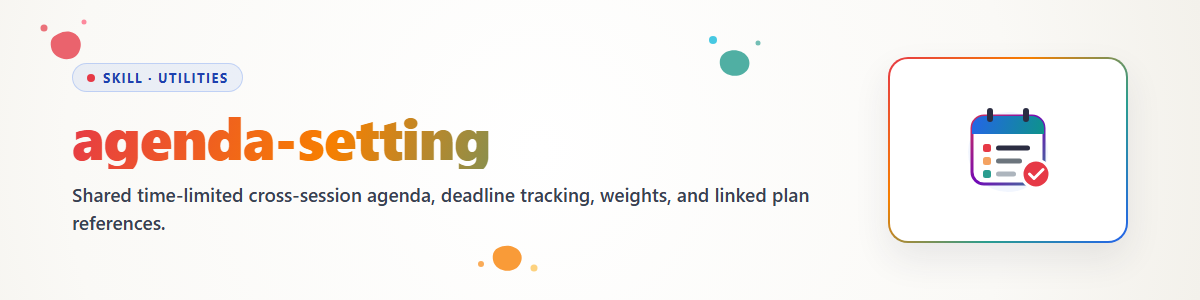 SKILL · UTILITIES
agenda-setting
Shared time-limited cross-session agenda, deadline tracking, weights, and linked plan
references.